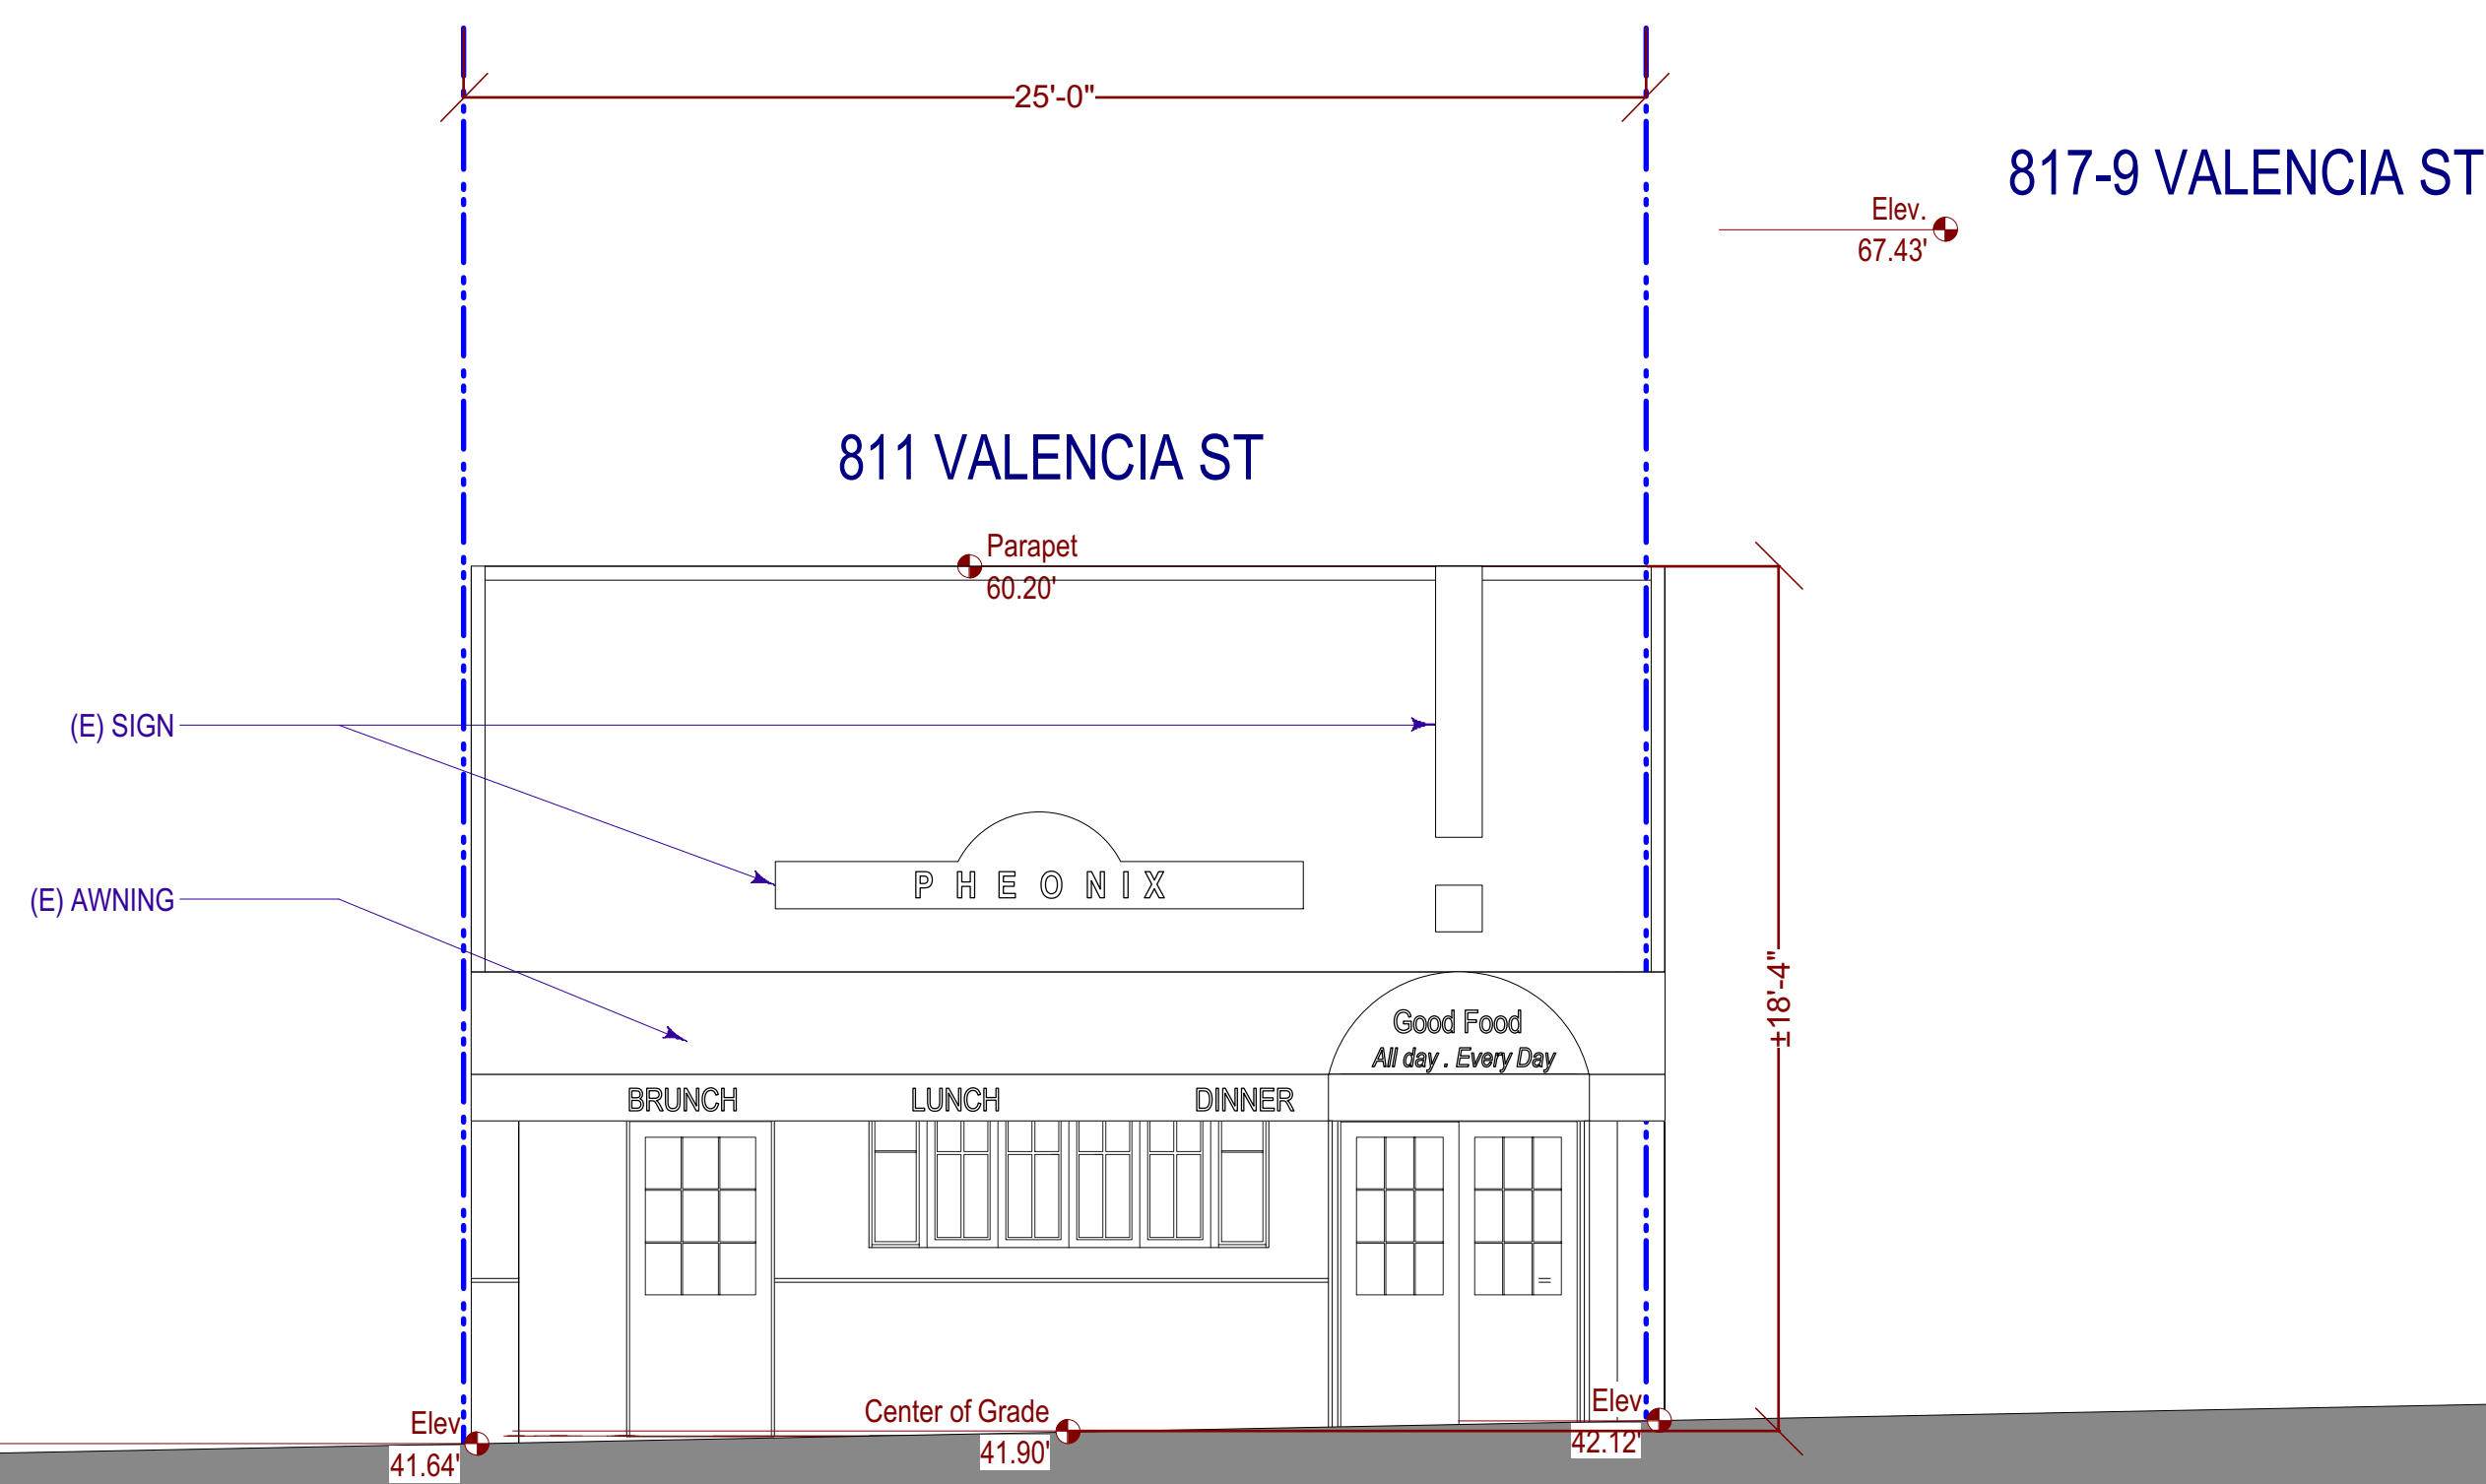 25'-0"
817-9 VALENCIA ST
Elev.
67.43'
811 VALENCIA ST
Parapet
60.20'
(E) SIGN
PHEONIX
(E) AWNING
±18'-4"
Good Food
All day . Every Day
BRUNCH LUNCH DINNER
Elev
41.64'
Center of Grade
41.90'
Elev
42.12'